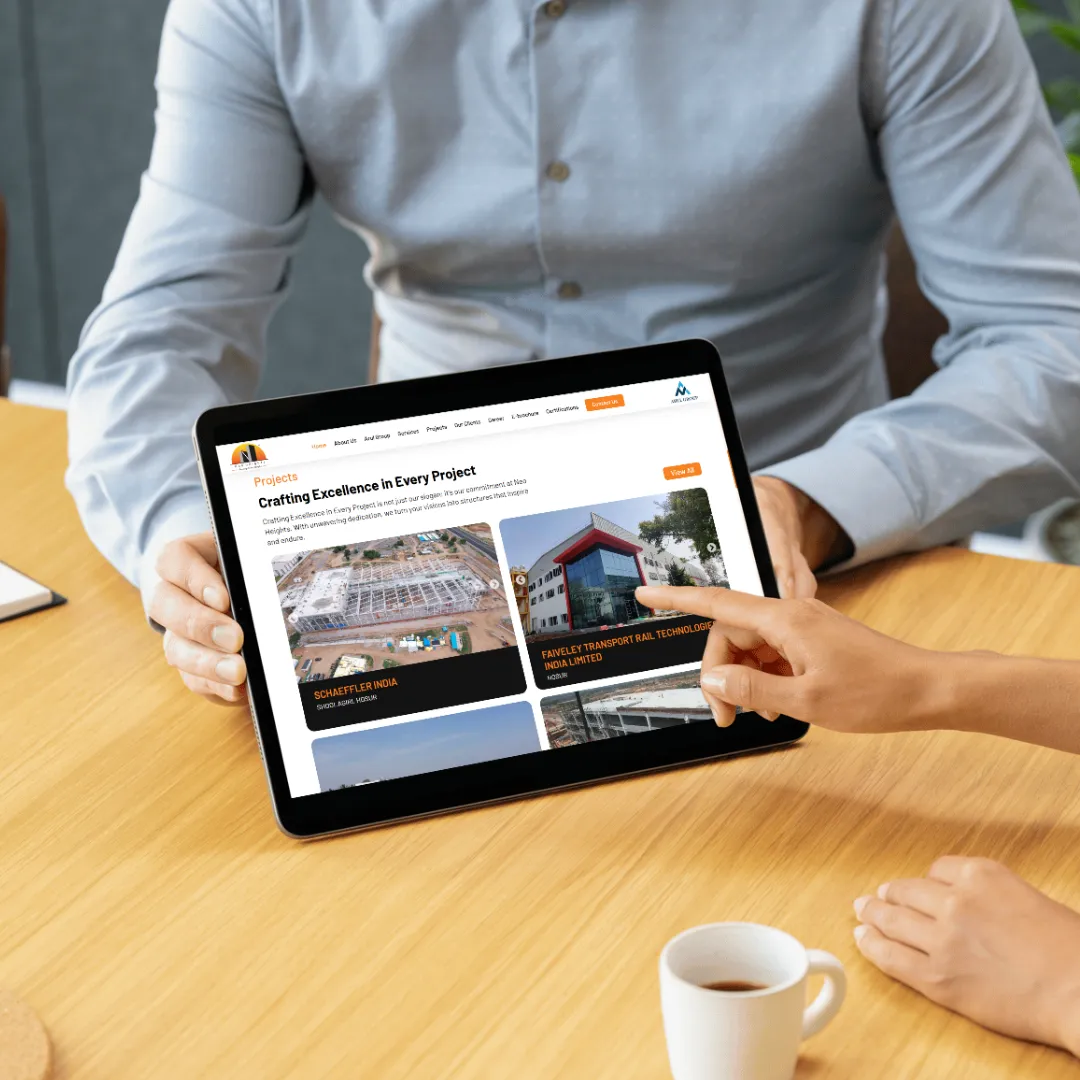 Home About Us Arul Group Services Projects Our Clients Career E-brochure Certifications Contact Us
Projects
Crafting Excellence in Every Project
View All
Crafting Excellence in Every Project is not just our slogan; it's our commitment at Neo
Heights. With unwavering dedication, we turn your visions into structures that inspire
and endure.
SCHAEFFLER INDIA
SHOOLAGIRI, HOSUR
FAIVELEY TRANSPORT RAIL TECHNOLOGIE
INDIA LIMITED
HOSUR